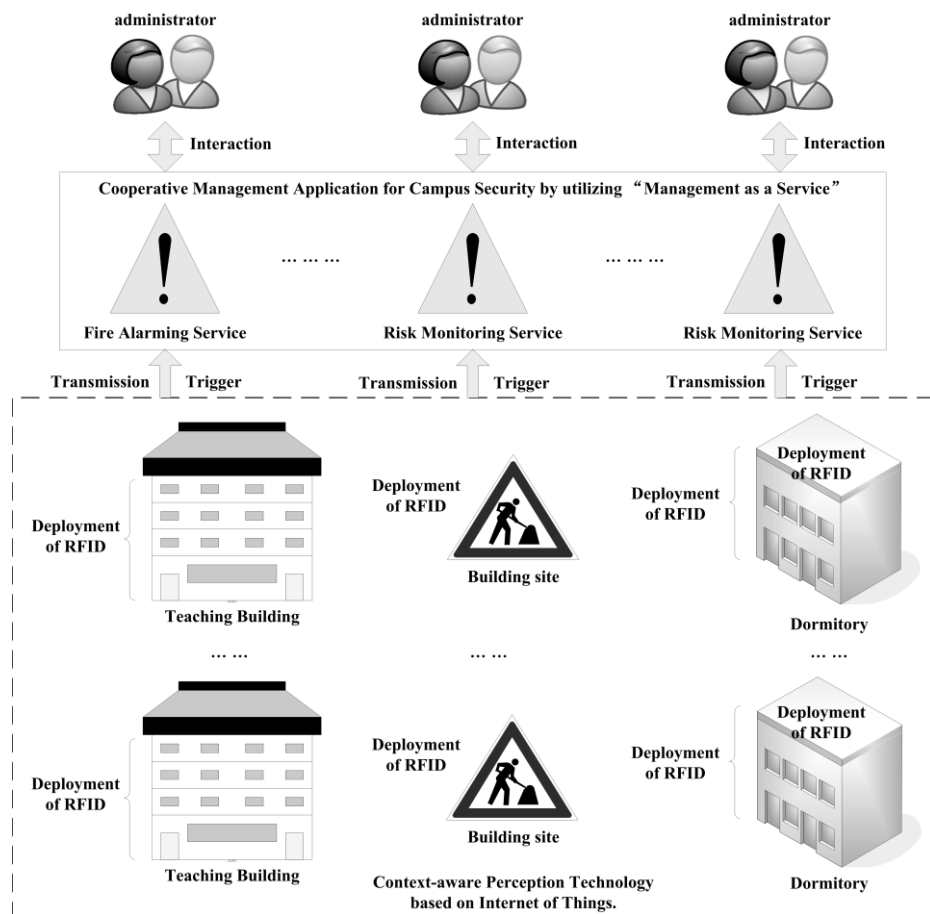 administrator administrator administrator
Interaction Interaction Interaction
Cooperative Management Application for Campus Security by utilizing “Management as a Service”
... ... ... ... ... ...
Fire Alarming Service Risk Monitoring Service Risk Monitoring Service
Transmission Trigger Transmission Trigger Transmission Trigger
Deployment
of RFID
Teaching Building
Deployment
of RFID
Building site
Deployment
of RFID
Deployment
of RFID
Dormitory
... ... ... ... ... ...
Deployment
of RFID
Teaching Building
Deployment
of RFID
Building site
Deployment
of RFID
Deployment
of RFID
Dormitory
Context-aware Perception Technology
based on Internet of Things.